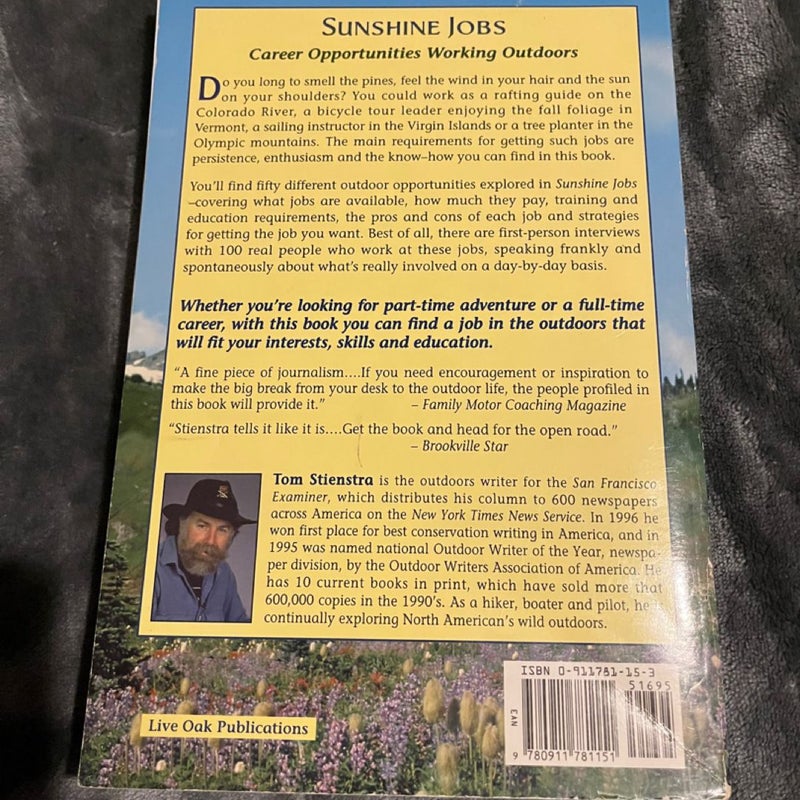 SUNSHINE JOBS
Career Opportunities Working Outdoors
Do you long to smell the pines, feel the wind in your hair and the sun
on your shoulders? You could work as a rafting guide on the
Colorado River, a bicycle tour leader enjoying the fall foliage in
Vermont, a sailing instructor in the Virgin Islands or a tree planter in the
Olympic mountains. The main requirements for getting such jobs are
persistence, enthusiasm and the know–how you can find in this book.
You'll find fifty different outdoor opportunities explored in Sunshine Jobs
–covering what jobs are available, how much they pay, training and
education requirements, the pros and cons of each job and strategies
for getting the job you want. Best of all, there are first-person interviews
with 100 real people who work at these jobs, speaking frankly and
spontaneously about what's really involved on a day-by-day basis.
Whether you're looking for part-time adventure or a full-time
career, with this book you can find a job in the outdoors that
will fit your interests, skills and education.
"A fine piece of journalism....If you need encouragement or inspiration to
make the big break from your desk to the outdoor life, the people profiled in
this book will provide it." – Family Motor Coaching Magazine
"Stienstra tells it like it is....Get the book and head for the open road."
– Brookville Star
Tom Stienstra is the outdoors writer for the San Francisco
Examiner, which distributes his column to 600 newspapers
across America on the New York Times News Service. In 1996 he
won first place for best conservation writing in America, and in
1995 was named national Outdoor Writer of the Year, newspa-
per division, by the Outdoor Writers Association of America. He
has 10 current books in print, which have sold more that
600,000 copies in the 1990's. As a hiker, boater and pilot, he is
continually exploring North American's wild outdoors.
Live Oak Publications
ISBN 0-911781-15-3
51695
EAN
9 780911 781151